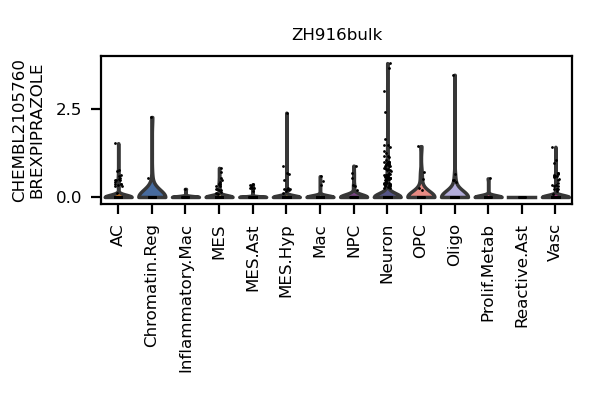 ZH916bulk
CHEMBL2105760
BREXPIPRAZOLE
2.5
0.0
AC
Chromatin.Reg
Inflammatory.Mac
MES
MES.Ast
MES.Hyp
Mac
NPC
Neuron
OPC
Oligo
Prolif.Metab
Reactive.Ast
Vasc